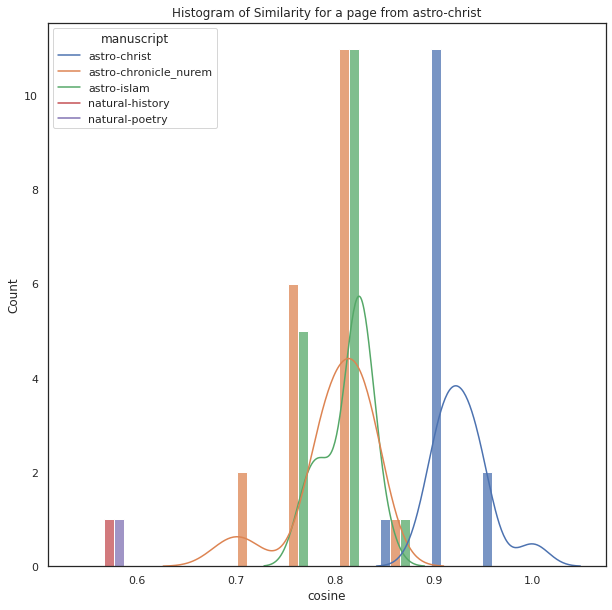 Histogram of Similarity for a page from astro-christ
manuscript
astro-christ
astro-chronicle_nurem
astro-islam
natural-history
natural-poetry
Count
10
8
6
4
2
0
0.6 0.7 0.8 0.9 1.0
cosine